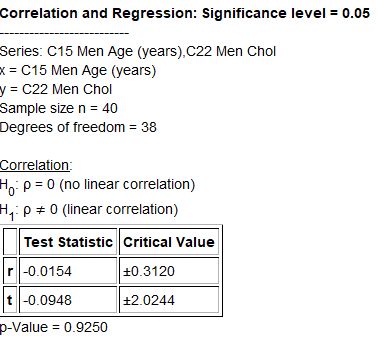 Correlation and Regression: Significance level = 0.05
---------------------------
Series: C15 Men Age (years),C22 Men Chol
x = C15 Men Age (years)
y = C22 Men Chol
Sample size n = 40
Degrees of freedom = 38
Correlation:
H0: ρ = 0 (no linear correlation)
H1: ρ ≠ 0 (linear correlation)
Test Statistic Critical Value
r -0.0154 ±0.3120
t -0.0948 ±2.0244
p-Value = 0.9250